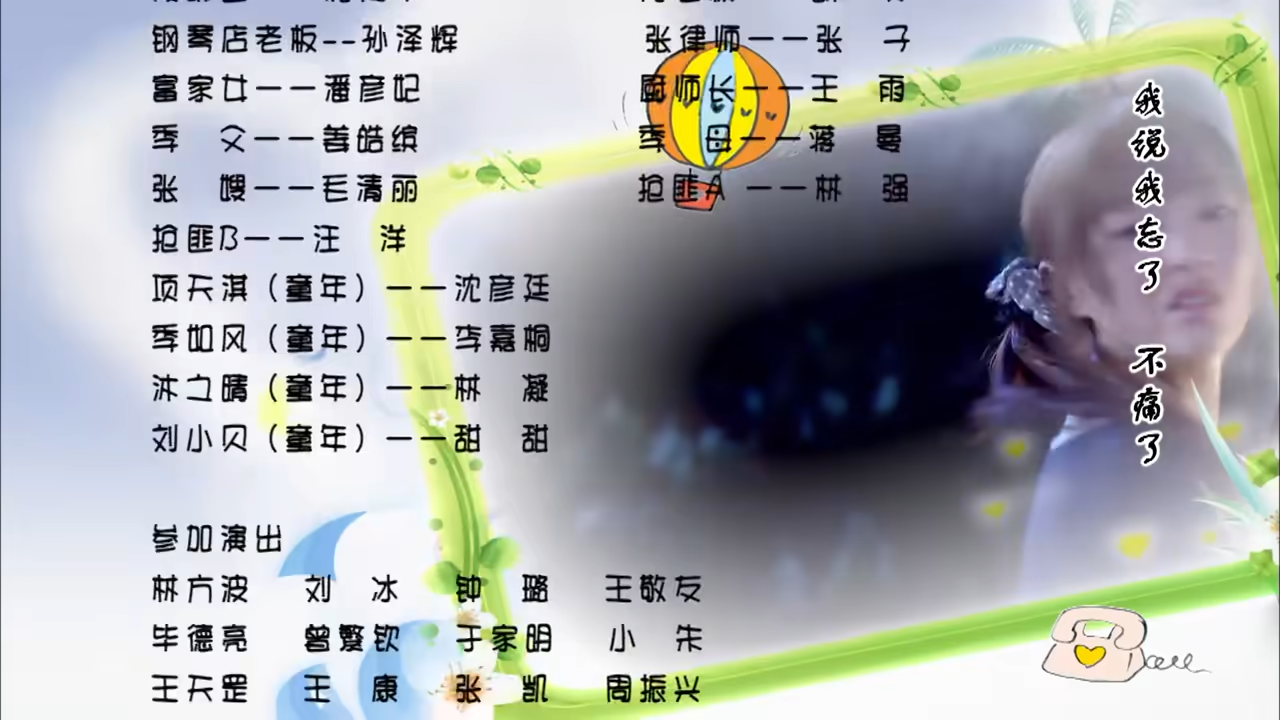 钢琴店老板--孙泽辉 张律师——张 子
富家女——潘彦妃 厨师长——王 雨
季 父——姜皓缤 季 母——蒋 曼
张 嫂——毛清丽 抢匪A ——林 强
抢匪B——汪 洋
项天淇（童年）——沈彦廷
季如风（童年）——李嘉桐
沐之晴（童年）——林 凝
刘小贝（童年）——甜 甜
参加演出
林方波 刘 冰 钟 璐 王敬友
毕德亮 曾繁钦 于家明 小 朱
王天罡 王 康 张 凯 周振兴
我说我忘了 不痛了